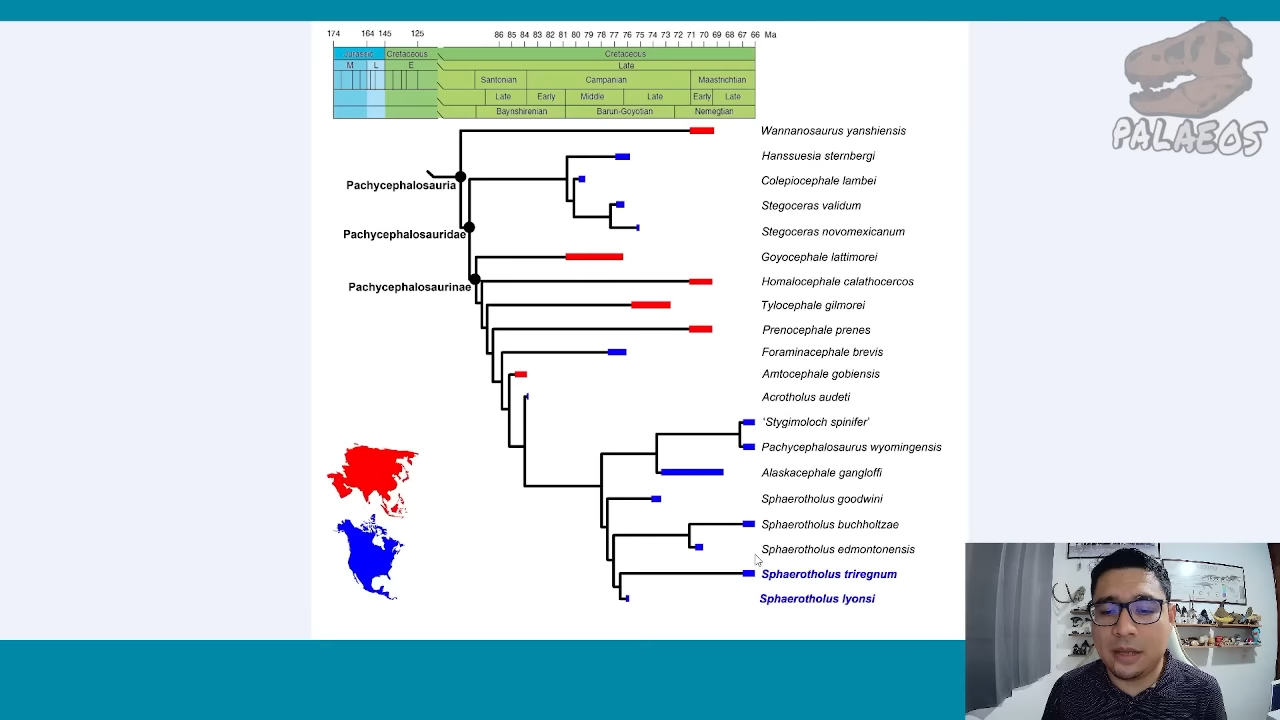 174 164 145 125 86 85 84 83 82 81 80 79 78 77 76 75 74 73 72 71 70 69 68 67 66 Ma
Jurassic Cretaceous Cretaceous
M L E Late
Santonian Campanian Maastrichtian
Late Early Middle Late Early Late
Baynshirenian Barun-Goyotian Nemegtian
PALAEOS
Wannanosaurus yanshiensis
Hanssuesia sternbergi
Colepiocephale lambei
Pachycephalosauria
Stegoceras validum
Stegoceras novomexicanum
Pachycephalosauridae
Goyocephale lattimorei
Homalocephale calathocercos
Pachycephalosaurinae
Tylocephale gilmorei
Prenocephale prenes
Foraminacephale brevis
Amtocephale gobiensis
Acrotholus audeti
‘Stygimoloch spinifer’
Pachycephalosaurus wyomingensis
Alaskacephale gangloffi
Sphaerotholus goodwini
Sphaerotholus buchholtzae
Sphaerotholus edmontonensis
Sphaerotholus triregnum
Sphaerotholus lyonsi